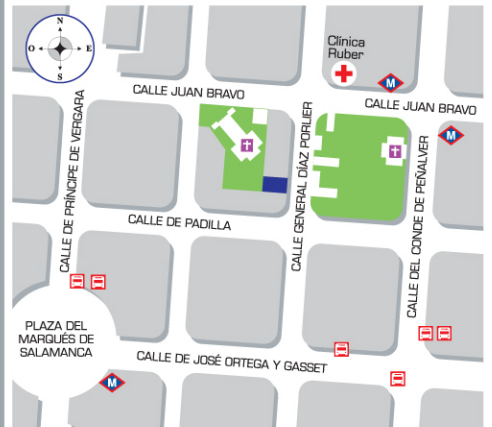 N
O
E
S
Clínica
Ruber
M
CALLE JUAN BRAVO
CALLE JUAN BRAVO
M
CALLE DE PRÍNCIPE DE VERGARA
CALLE GENERAL DÍAZ PORLIER
CALLE DEL CONDE DE PEÑALVER
CALLE DE PADILLA
PLAZA DEL
MARQUÉS DE
SALAMANCA
CALLE DE JOSÉ ORTEGA Y GASSET
M